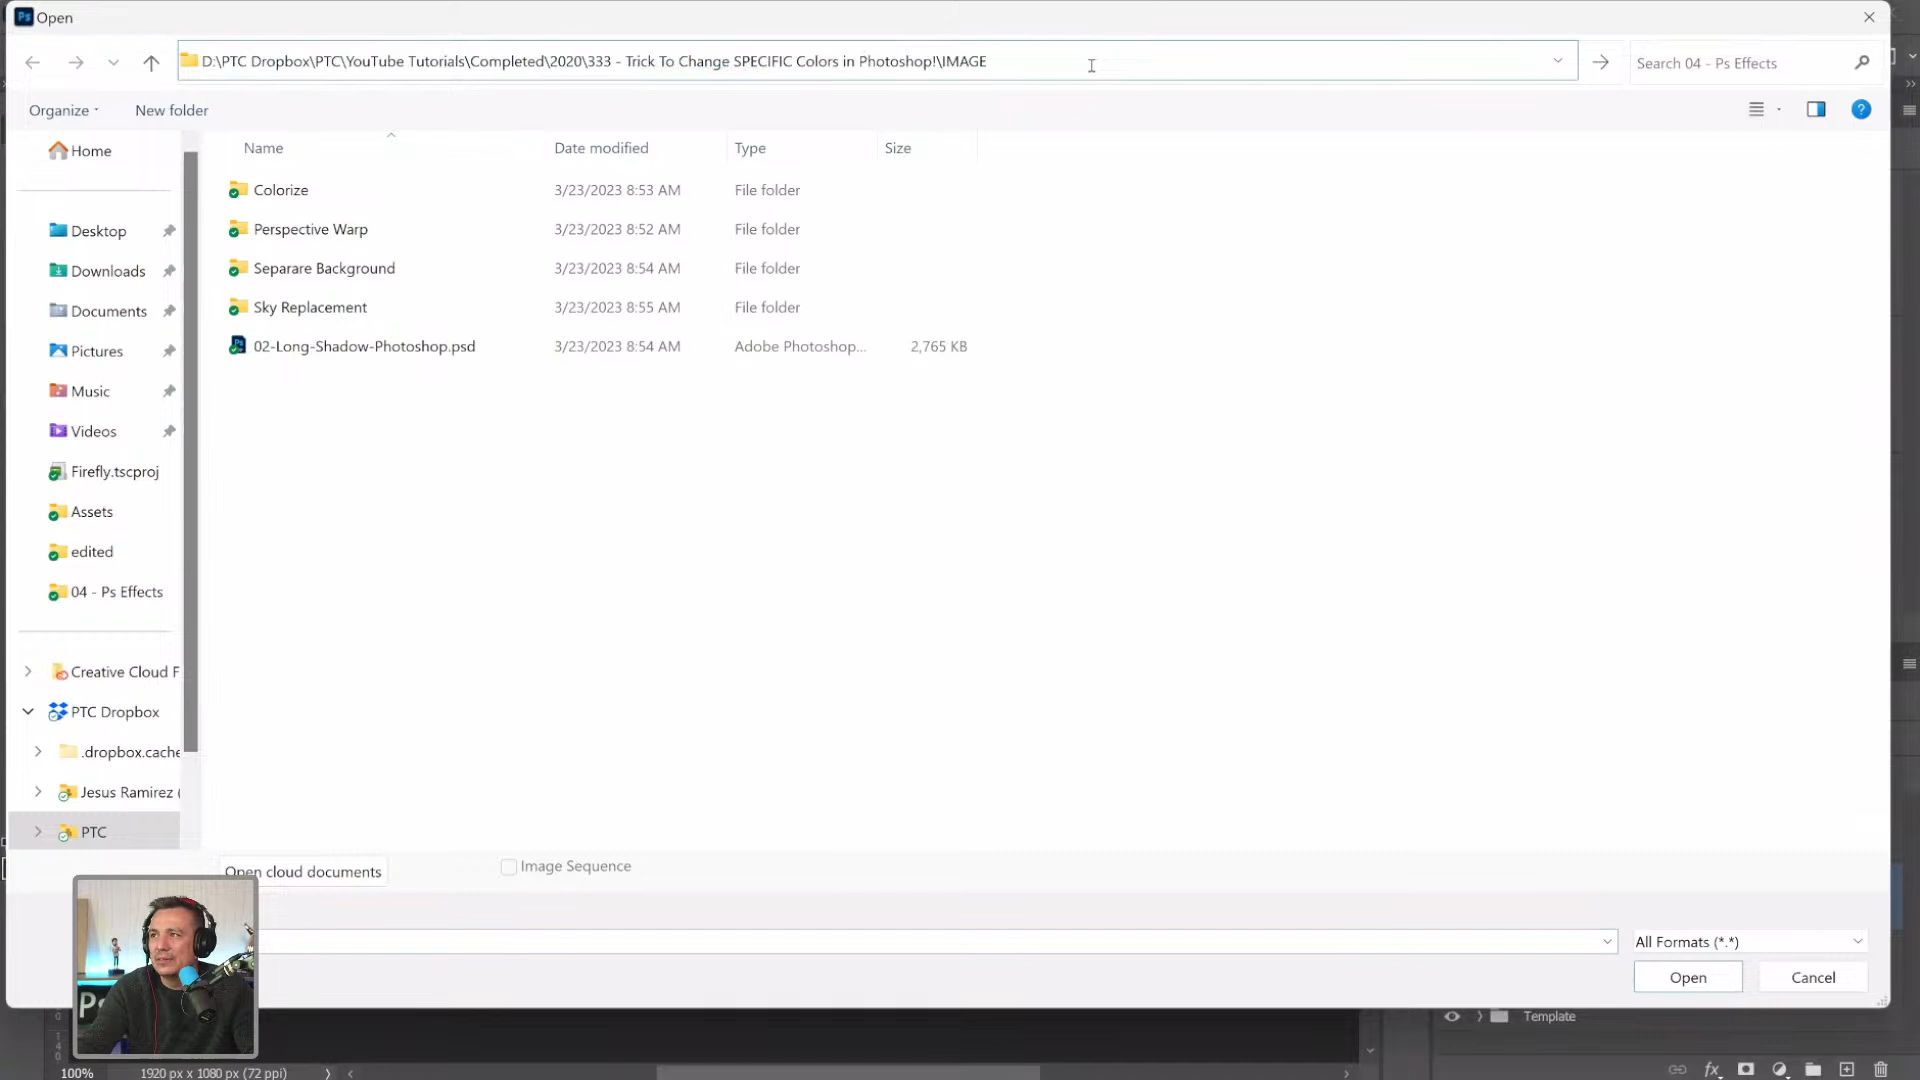 Ps Open
D:\PTC Dropbox\PTC\YouTube Tutorials\Completed\2020\333 - Trick To Change SPECIFIC Colors in Photoshop!\IMAGE
Search 04 - Ps Effects
Organize
New folder
?
Name
Date modified
Type
Size
Home
Desktop
Downloads
Documents
Pictures
Music
Videos
Firefly.tscproj
Assets
edited
04 - Ps Effects
Creative Cloud F
PTC Dropbox
.dropbox.cache
Jesus Ramirez (
PTC
Colorize 3/23/2023 8:53 AM File folder
Perspective Warp 3/23/2023 8:52 AM File folder
Separare Background 3/23/2023 8:54 AM File folder
Sky Replacement 3/23/2023 8:55 AM File folder
02-Long-Shadow-Photoshop.psd 3/23/2023 8:54 AM Adobe Photoshop... 2,765 KB
Open cloud documents
Image Sequence
All Formats (*.*)
Open
Cancel
Ps
Template
100%
1920 px x 1080 px (72 ppi)
fx